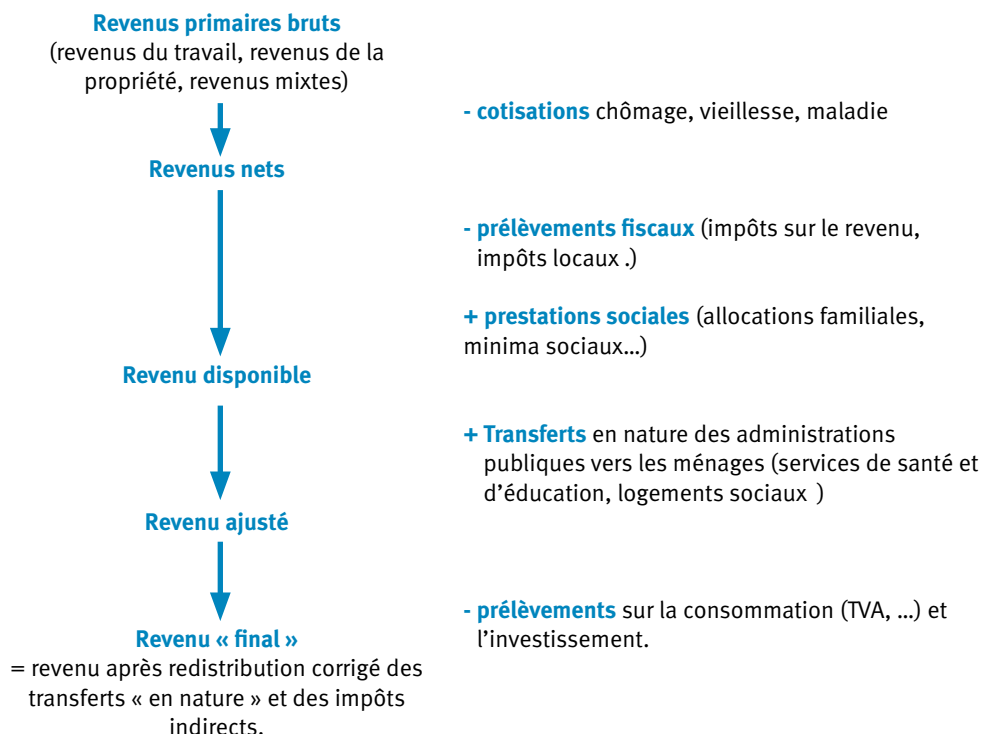 Revenus primaires bruts
(revenus du travail, revenus de la
propriété, revenus mixtes)
- cotisations chômage, vieillesse, maladie
Revenus nets
- prélèvements fiscaux (impôts sur le revenu,
impôts locaux .)
+ prestations sociales (allocations familiales,
minima sociaux...)
Revenu disponible
+ Transferts en nature des administrations
publiques vers les ménages (services de santé et
d'éducation, logements sociaux )
Revenu ajusté
- prélèvements sur la consommation (TVA, ...) et
l'investissement.
Revenu « final »
= revenu après redistribution corrigé des
transferts « en nature » et des impôts
indirects.